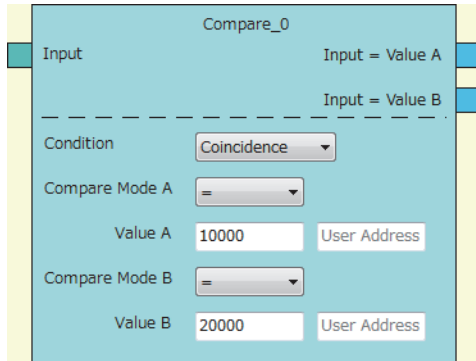 Compare_0
Input
Input = Value A
Input = Value B
Condition
Coincidence
Compare Mode A
=
Value A
10000
User Address
Compare Mode B
=
Value B
20000
User Address